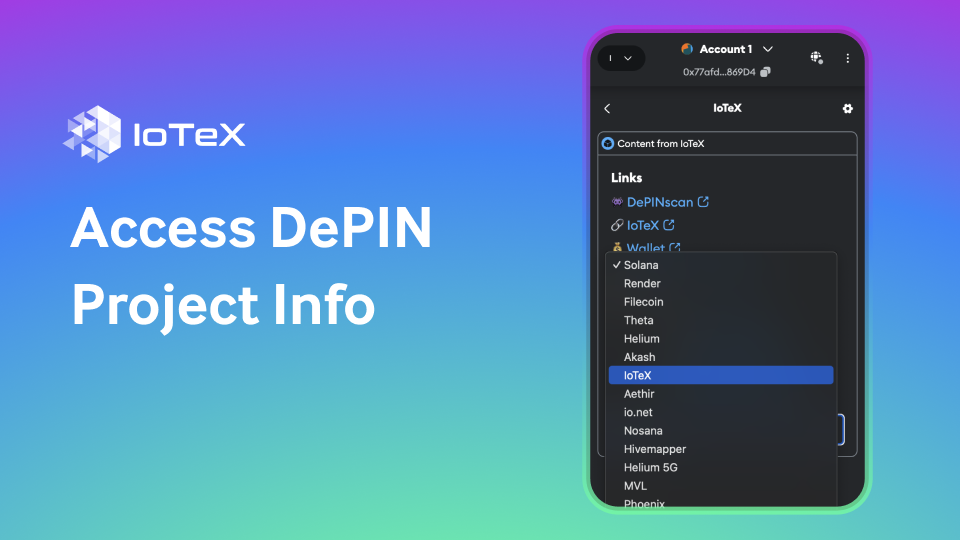 IoTeX
Access DePIN
Project Info
I
Account 1
0x77afd...869D4
IoTeX
Content from IoTeX
Links
DePINscan
IoTeX
Wallet
✓ Solana
Render
Filecoin
Theta
Helium
Akash
IoTeX
Aethir
io.net
Nosana
Hivemapper
Helium 5G
MVL
Phoenix